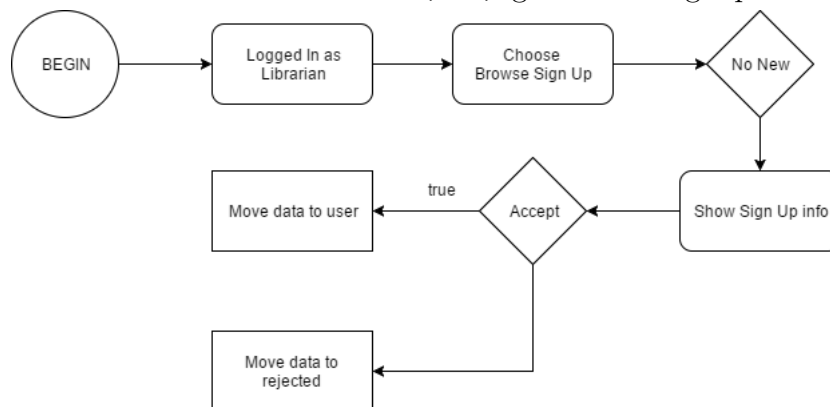 BEGIN
Logged In as
Librarian
Choose
Browse Sign Up
No New
Show Sign Up info
Accept
true
Move data to user
Move data to
rejected